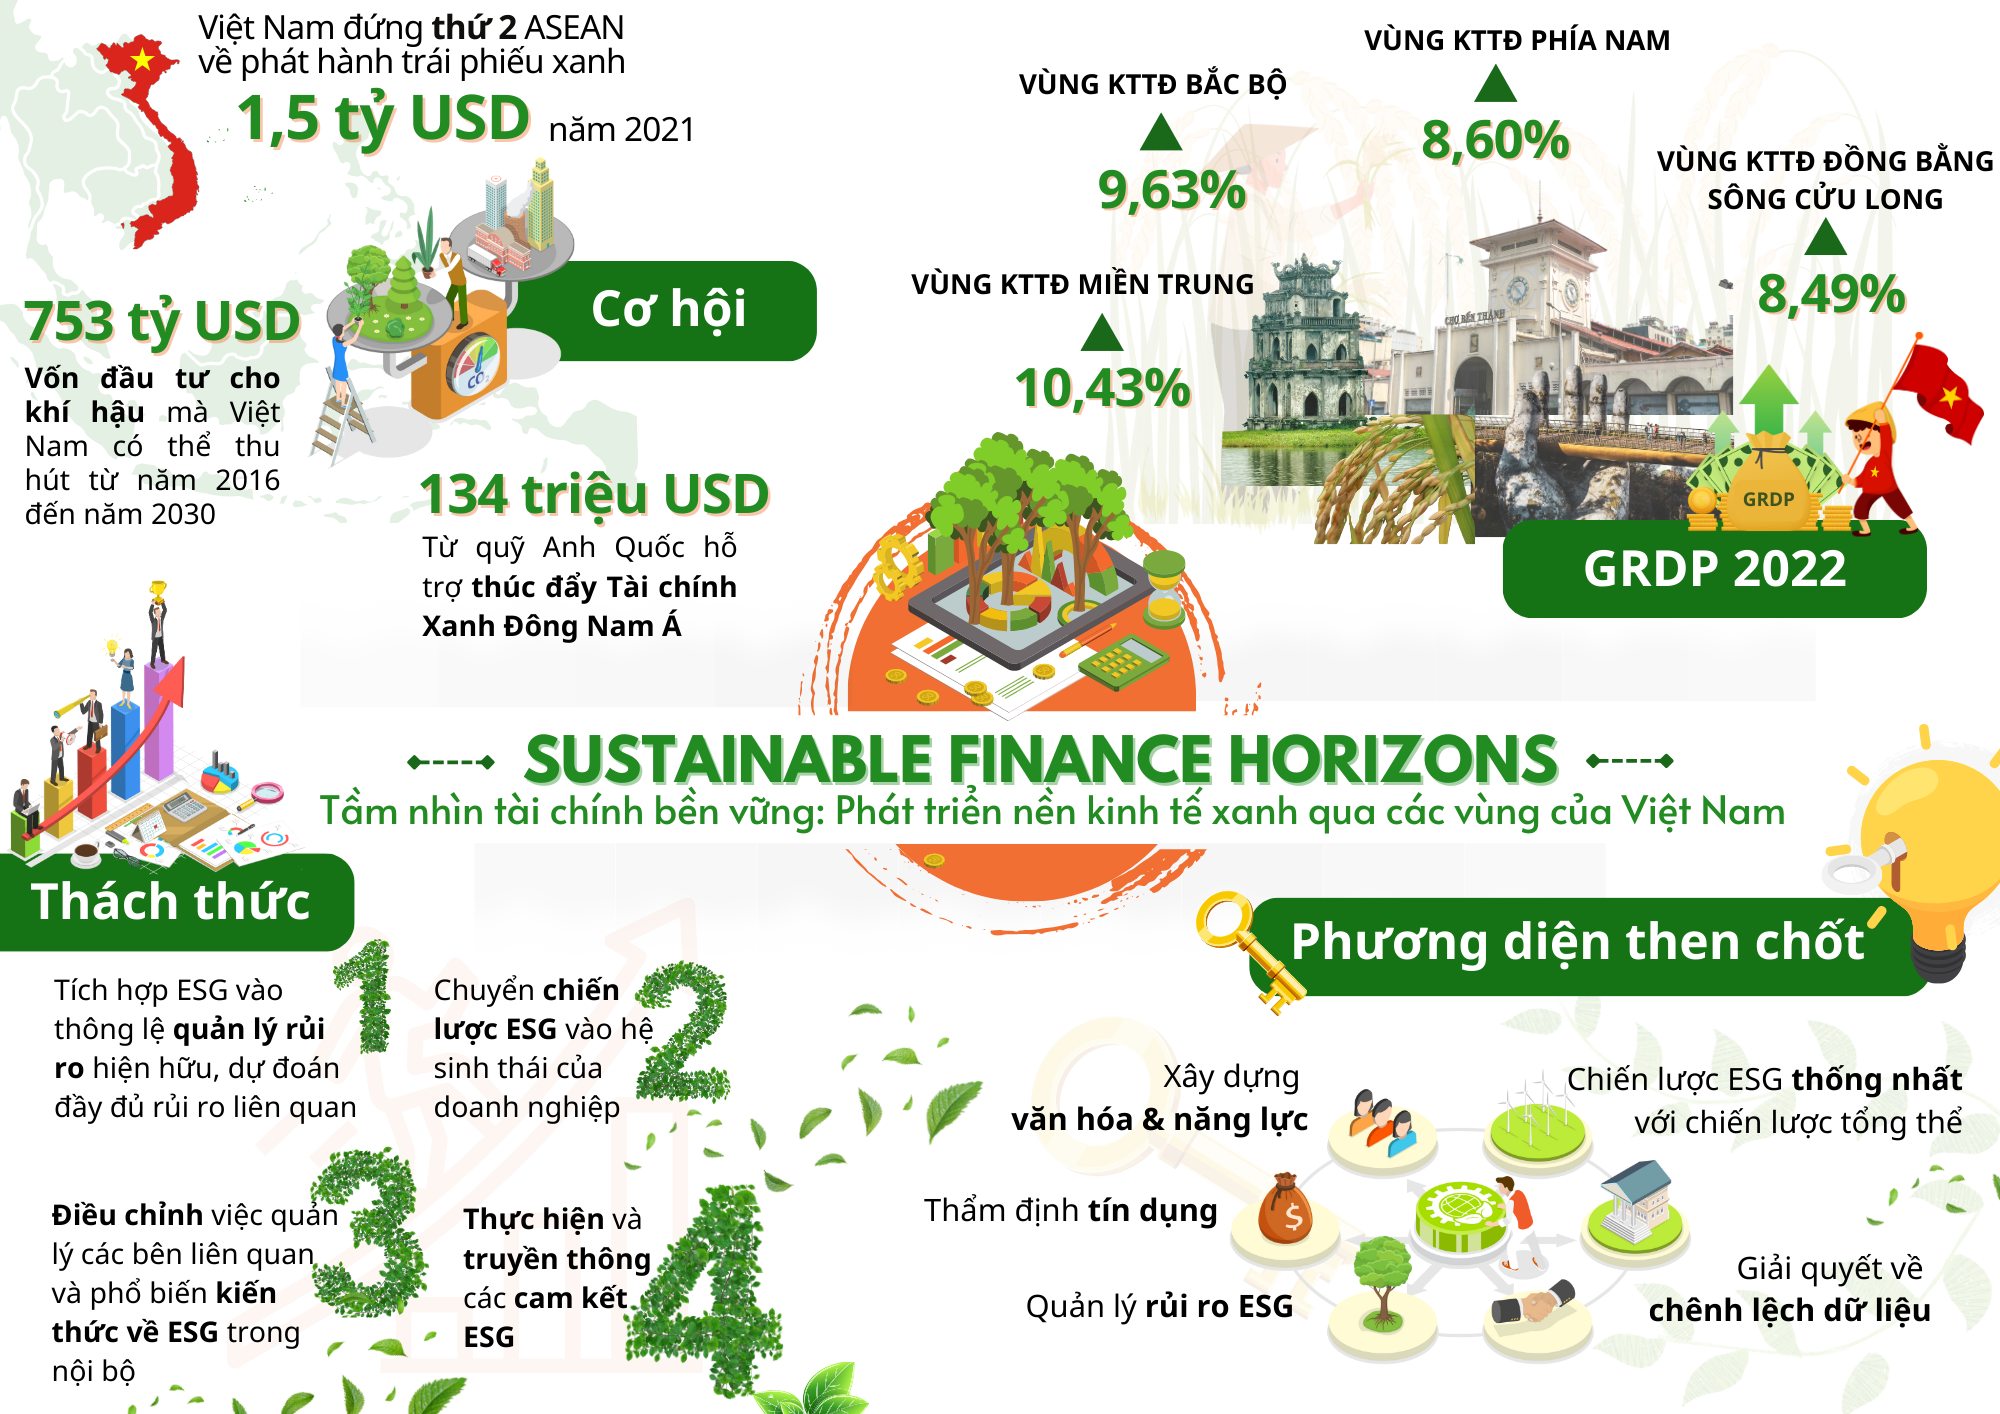 Việt Nam đứng thứ 2 ASEAN
về phát hành trái phiếu xanh
1,5 tỷ USD năm 2021
753 tỷ USD
Vốn đầu tư cho
khí hậu mà Việt
Nam có thể thu
hút từ năm 2016
đến năm 2030
CO₂
Cơ hội
134 triệu USD
Từ quỹ Anh Quốc hỗ
trợ thúc đẩy Tài chính
Xanh Đông Nam Á
VÙNG KTTĐ BẮC BỘ
9,63%
VÙNG KTTĐ PHÍA NAM
8,60%
VÙNG KTTĐ ĐỒNG BẰNG
SÔNG CỬU LONG
8,49%
VÙNG KTTĐ MIỀN TRUNG
10,43%
CHỢ BẾN THÀNH
GRDP
GRDP 2022
SUSTAINABLE FINANCE HORIZONS
Tầm nhìn tài chính bền vững: Phát triển nền kinh tế xanh qua các vùng của Việt Nam
Thách thức
1
Tích hợp ESG vào
thông lệ quản lý rủi
ro hiện hữu, dự đoán
đầy đủ rủi ro liên quan
2
Chuyển chiến
lược ESG vào hệ
sinh thái của
doanh nghiệp
3
Điều chỉnh việc quản
lý các bên liên quan
và phổ biến kiến
thức về ESG trong
nội bộ
4
Thực hiện và
truyền thông
các cam kết
ESG
Phương diện then chốt
Xây dựng
văn hóa & năng lực
Chiến lược ESG thống nhất
với chiến lược tổng thể
Thẩm định tín dụng
$
Quản lý rủi ro ESG
Giải quyết về
chênh lệch dữ liệu